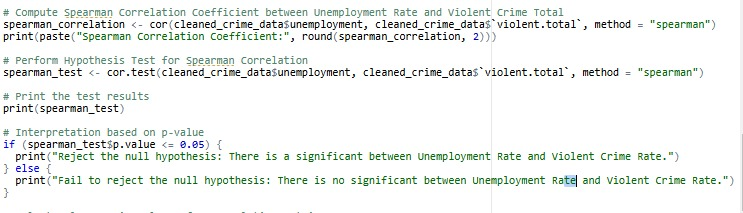 # Compute Spearman Correlation Coefficient between Unemployment Rate and Violent Crime Total
spearman_correlation <- cor(cleaned_crime_data$unemployment, cleaned_crime_data$`violent.total`, method = "spearman")
print(paste("Spearman Correlation Coefficient:", round(spearman_correlation, 2)))
# Perform Hypothesis Test for Spearman Correlation
spearman_test <- cor.test(cleaned_crime_data$unemployment, cleaned_crime_data$`violent.total`, method = "spearman")
# Print the test results
print(spearman_test)
# Interpretation based on p-value
if (spearman_test$p.value <= 0.05) {
  print("Reject the null hypothesis: There is a significant between Unemployment Rate and Violent Crime Rate.")
} else {
  print("Fail to reject the null hypothesis: There is no significant between Unemployment Rate and Violent Crime Rate.")
}